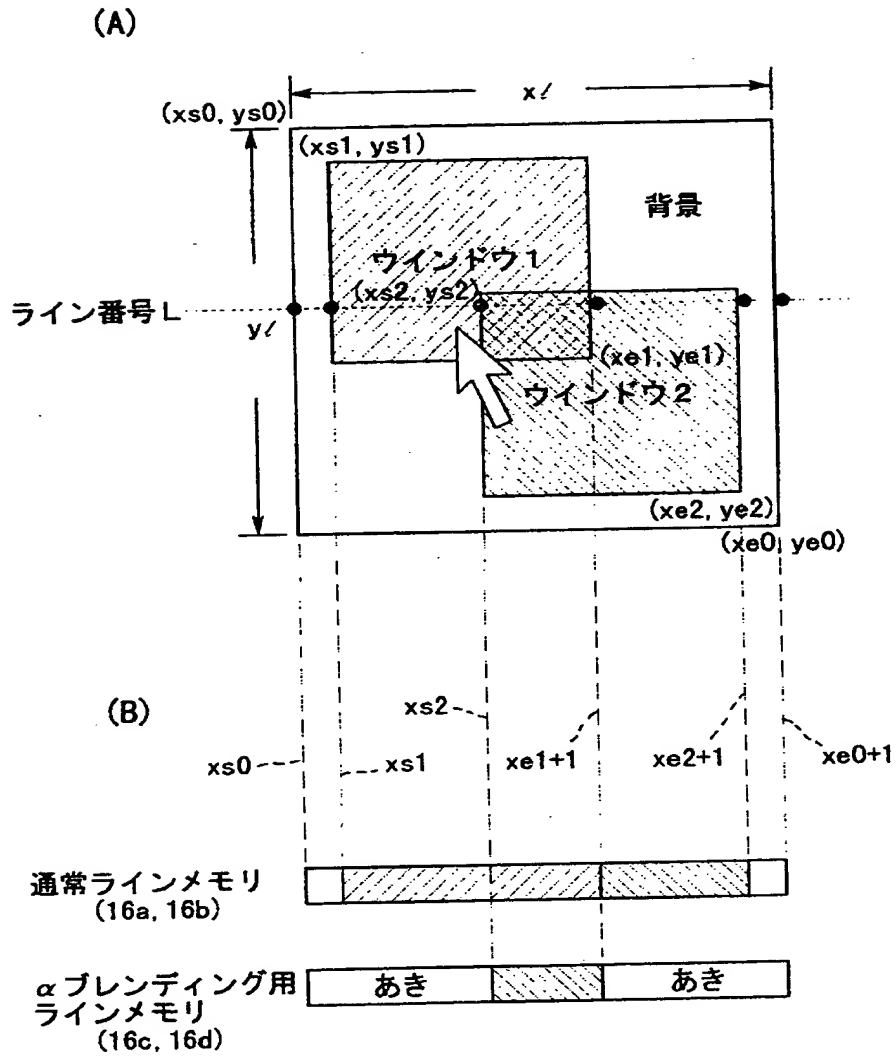 (A)
xℓ
(xs0, ys0)
(xs1, ys1)
背景
ウインドウ1
(xs2, ys2)
ライン番号L
yℓ
(xe1, ye1)
ウインドウ2
(xe2, ye2)
(xe0, ye0)
(B)
xs2
xe1+1
xe2+1
xe0+1
xs0
xs1
通常ラインメモリ
(16a, 16b)
αブレンディング用
ラインメモリ
(16c, 16d)
あき
あき